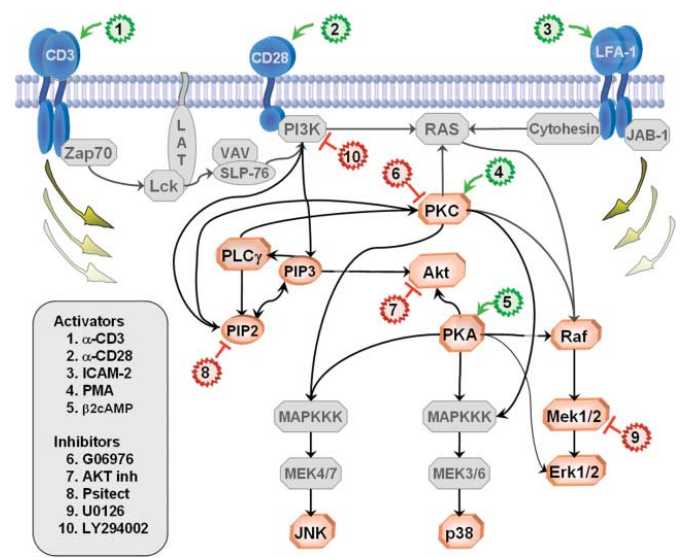 1
2
3
CD3
CD28
LFA-1
L
A
T
PI3K
RAS
Cytohesin
JAB-1
Zap70
VAV
SLP-76
Lck
10
6
4
PKC
PLCγ
PIP3
Akt
7
5
PIP2
PKA
Raf
8
MAPKKK
MAPKKK
Mek1/2
9
MEK4/7
MEK3/6
Erk1/2
JNK
p38
Activators
1. α-CD3
2. α-CD28
3. ICAM-2
4. PMA
5. β2cAMP
Inhibitors
6. G06976
7. AKT inh
8. Psitect
9. U0126
10. LY294002